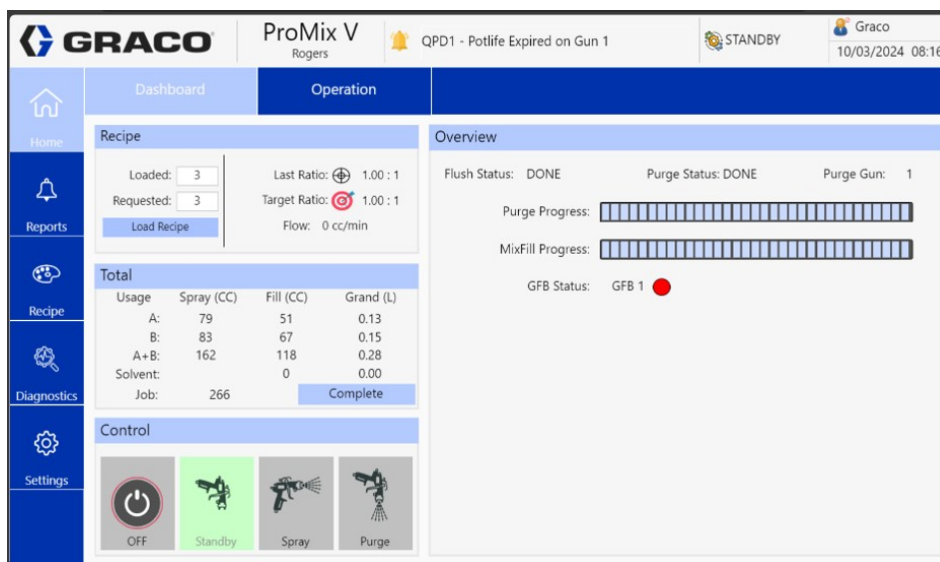 GRACO
ProMix V
Rogers
QPD1 - Potlife Expired on Gun 1
STANDBY
Graco
10/03/2024 08:16
Home
Reports
Recipe
Diagnostics
Settings
Dashboard
Operation
Recipe
Loaded: 3
Requested: 3
Load Recipe
Last Ratio: 1.00 : 1
Target Ratio: 1.00 : 1
Flow: 0 cc/min
Total
Usage Spray (CC) Fill (CC) Grand (L)
A: 79 51 0.13
B: 83 67 0.15
A+B: 162 118 0.28
Solvent: 0 0.00
Job: 266 Complete
Control
OFF
Standby
Spray
Purge
Overview
Flush Status: DONE Purge Status: DONE Purge Gun: 1
Purge Progress:
MixFill Progress:
GFB Status: GFB 1